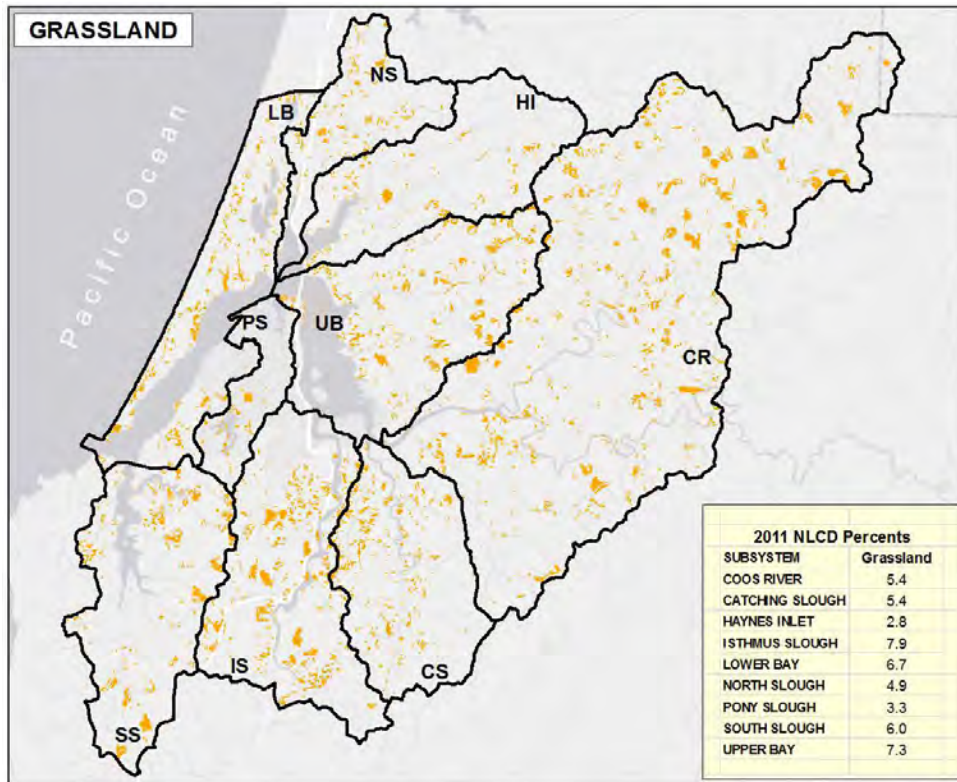 GRASSLAND
NS
LB
HI
Pacific Ocean
PS
UB
CR
IS
CS
SS
2011 NLCD Percents
SUBSYSTEM Grassland
COOS RIVER 5.4
CATCHING SLOUGH 5.4
HAYNES INLET 2.8
ISTHMUS SLOUGH 7.9
LOWER BAY 6.7
NORTH SLOUGH 4.9
PONY SLOUGH 3.3
SOUTH SLOUGH 6.0
UPPER BAY 7.3